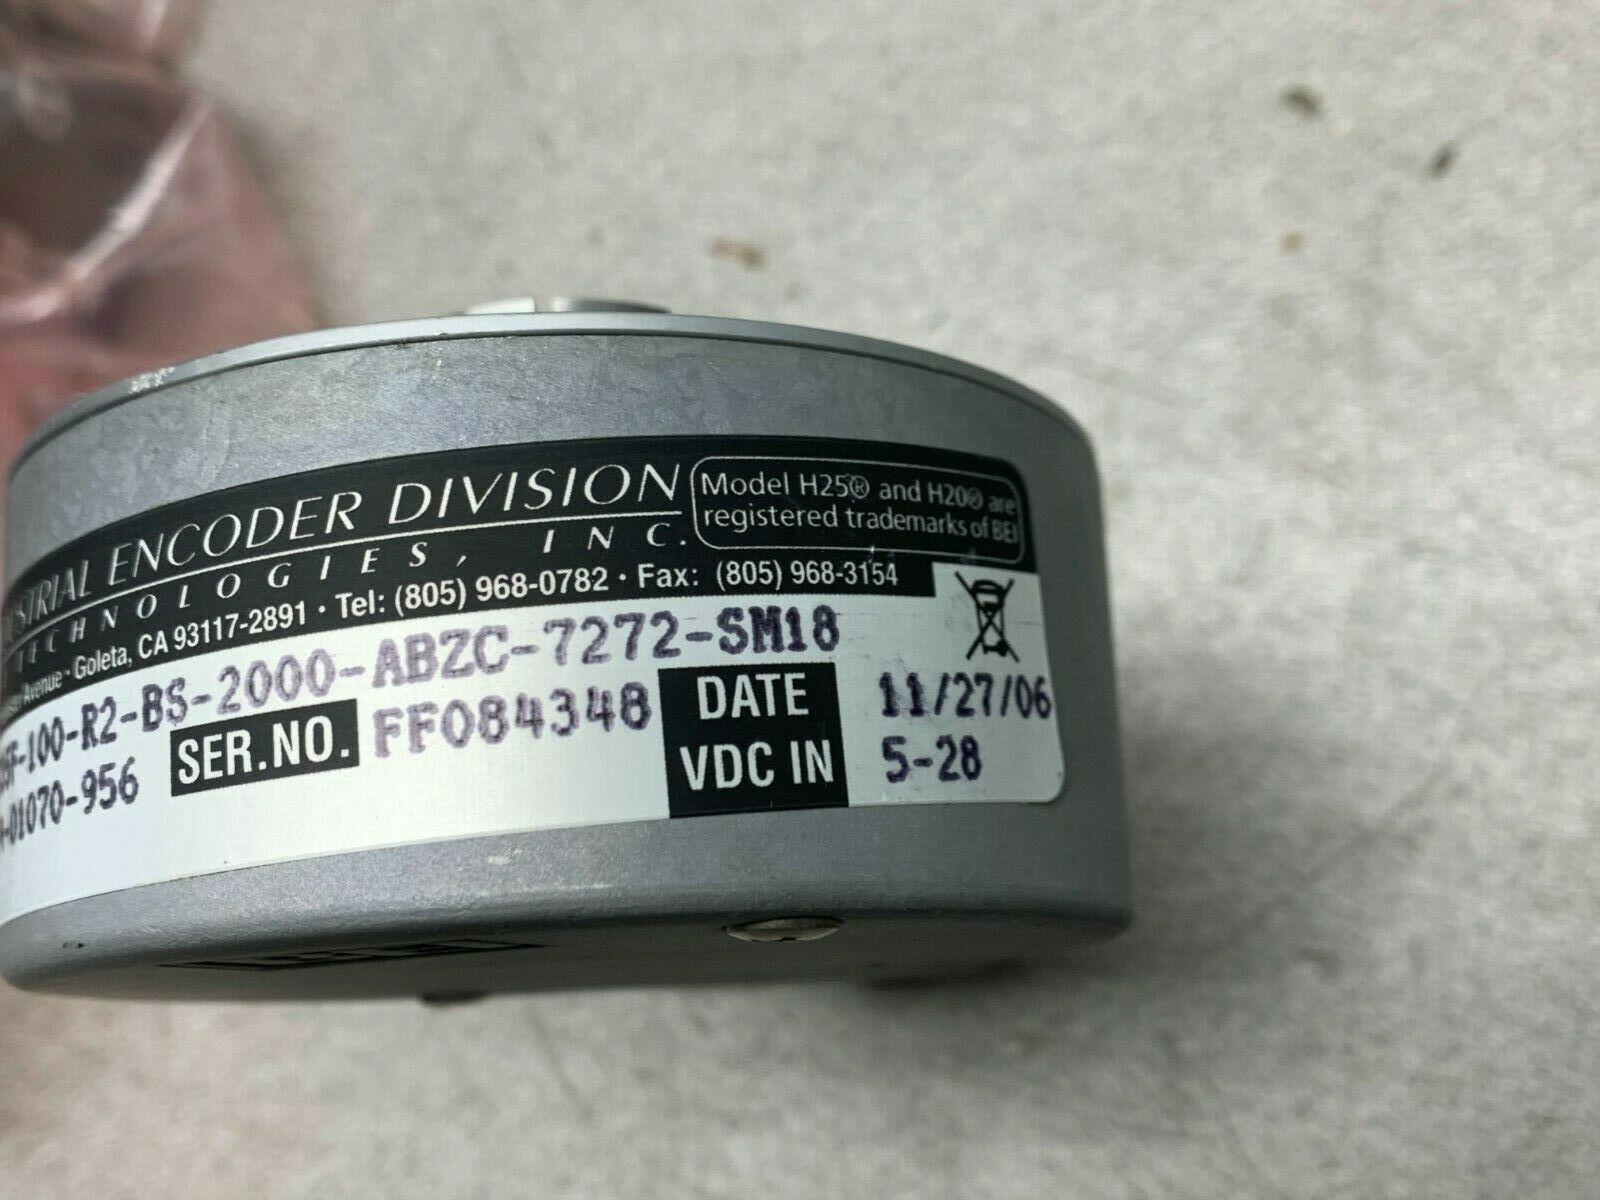 ENCODER DIVISION
TECHNOLOGIES, INC.
Model H25® and H20® are
registered trademarks of BEI
Avenue · Goleta, CA 93117-2891 · Tel: (805) 968-0782 · Fax: (805) 968-3154
5F-100-R2-BS-2000-ABZC-7272-SM18
-01070-956
SER.NO. FF084348
DATE 11/27/06
VDC IN 5-28